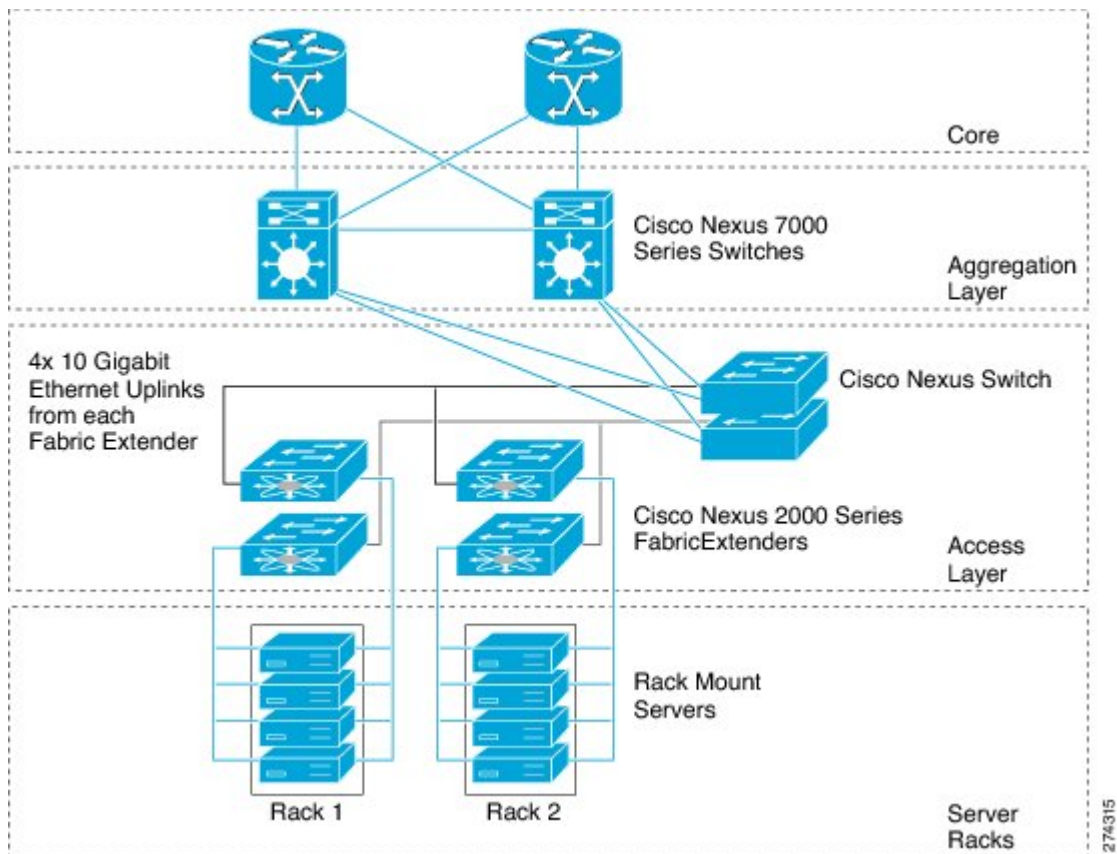 Core
Cisco Nexus 7000
Series Switches
Aggregation
Layer
4x 10 Gigabit
Ethernet Uplinks
from each
Fabric Extender
Cisco Nexus Switch
Cisco Nexus 2000 Series
FabricExtenders
Access
Layer
Rack Mount
Servers
Rack 1
Rack 2
Server
Racks
274315